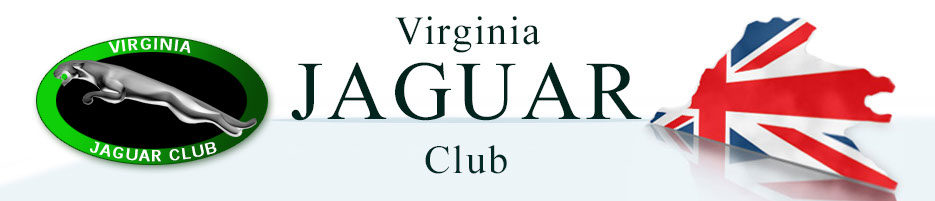 VIRGINIA
JAGUAR CLUB
Virginia
JAGUAR
Club